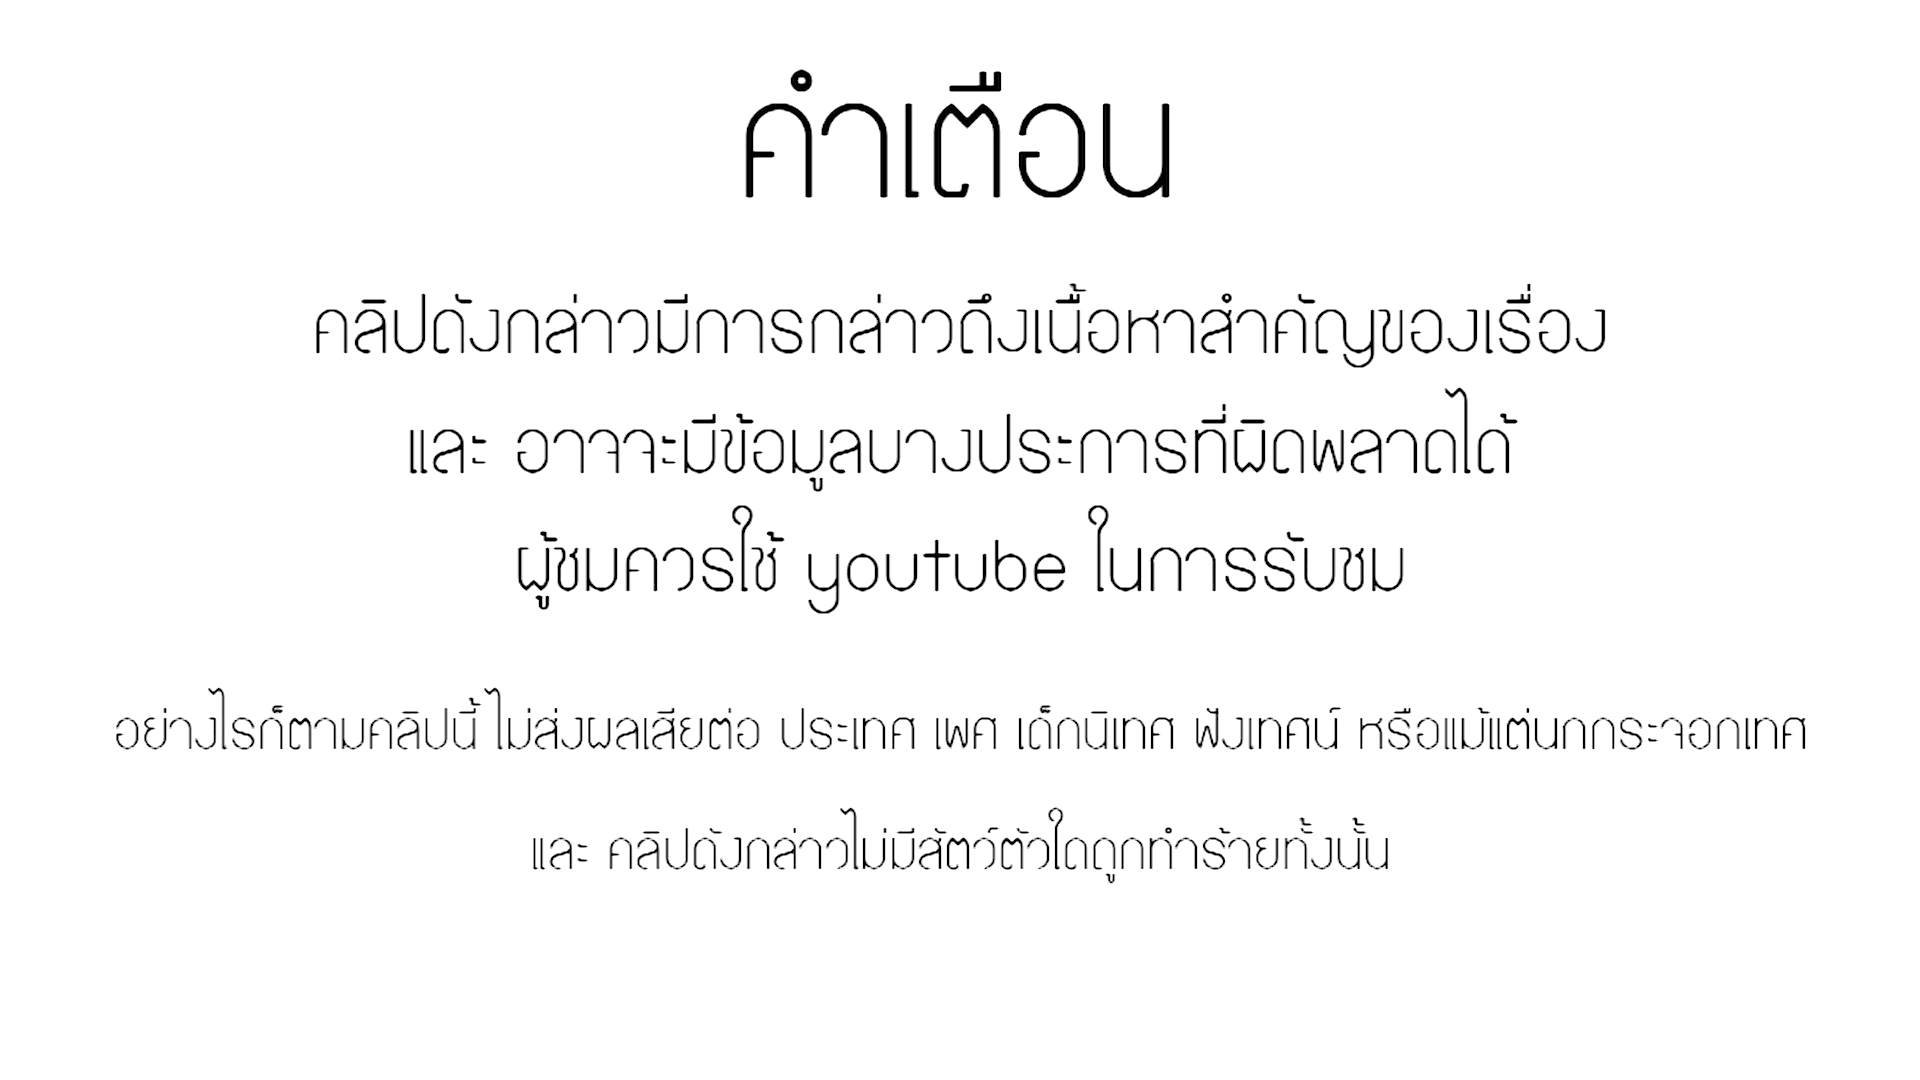 คำเตือน
คลิปดังกล่าวมีการกล่าวถึงเนื้อหาสำคัญของเรื่อง
และ อาจจะมีข้อมูลบางประการที่ผิดพลาดได้
ผู้ชมควรใช้ youtube ในการรับชม
อย่างไรก็ตามคลิปนี้ ไม่ส่งผลเสียต่อ ประเทศ เพศ เด็กนิเทศ ฟังเทศน์ หรือแม้แต่นกกระจอกเทศ
และ คลิปดังกล่าวไม่มีสัตว์ตัวใดถูกทำร้ายทั้งนั้น